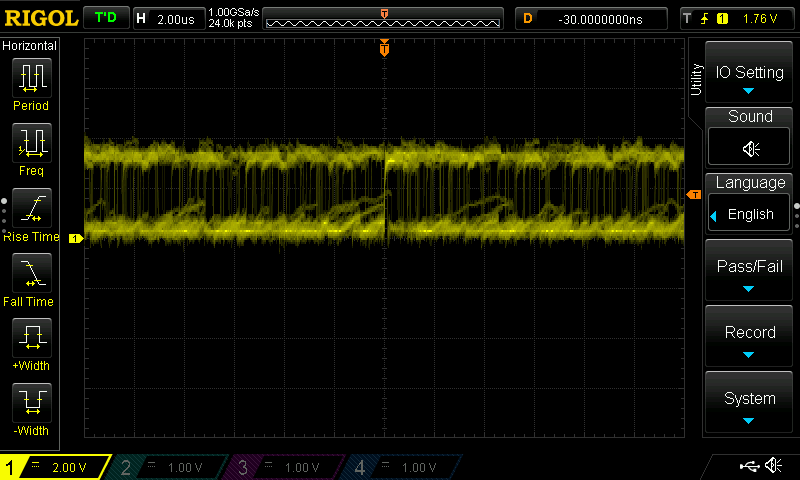 RIGOL T'D H 2.00us 1.00GSa/s 24.0k pts T D -30.0000000ns T 1 1.76 V
Horizontal
Period
Freq
Rise Time
Fall Time
+Width
-Width
T
1
T
Utility
IO Setting
Sound
Language
English
Pass/Fail
Record
System
1 2.00 V 2 1.00 V 3 1.00 V 4 1.00 V